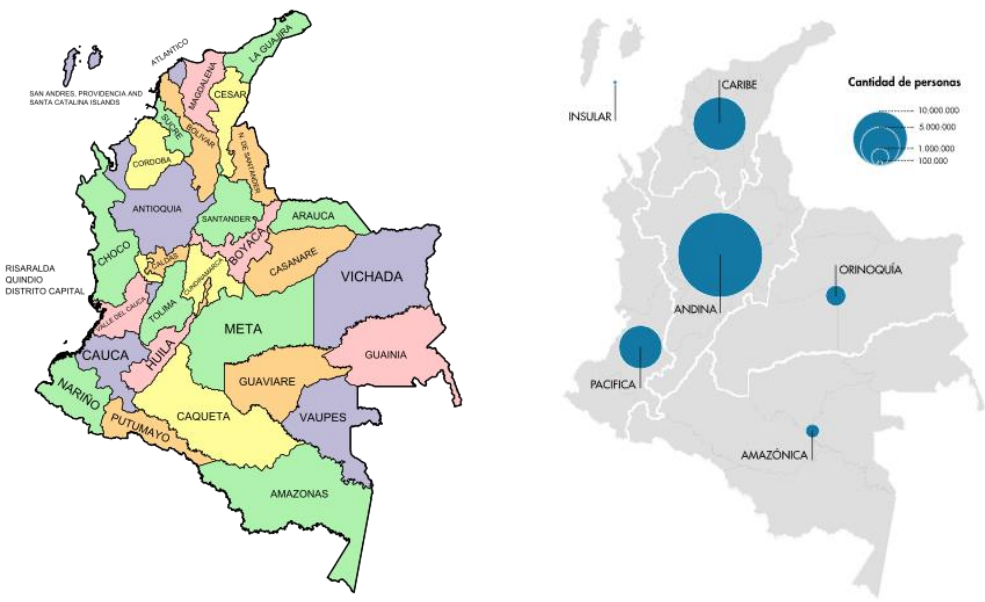 ATLANTICO
LA GUAJIRA
MAGDALENA
CESAR
SAN ANDRES, PROVIDENCIA AND
SANTA CATALINA ISLANDS
SUCRE
BOLIVAR
N. DE SANTANDER
CORDOBA
ANTIOQUIA
SANTANDER
ARAUCA
CHOCO
BOYACA
CASANARE
CALDAS
CUNDINAMARCA
VICHADA
RISARALDA
QUINDIO
DISTRITO CAPITAL
VALLE DEL CAUCA
TOLIMA
META
CAUCA
HUILA
GUAINIA
NARIÑO
GUAVIARE
CAQUETA
VAUPES
PUTUMAYO
AMAZONAS
INSULAR
CARIBE
Cantidad de personas
10.000.000
5.000.000
1.000.000
100.000
ORINOQUÍA
ANDINA
PACIFICA
AMAZÓNICA